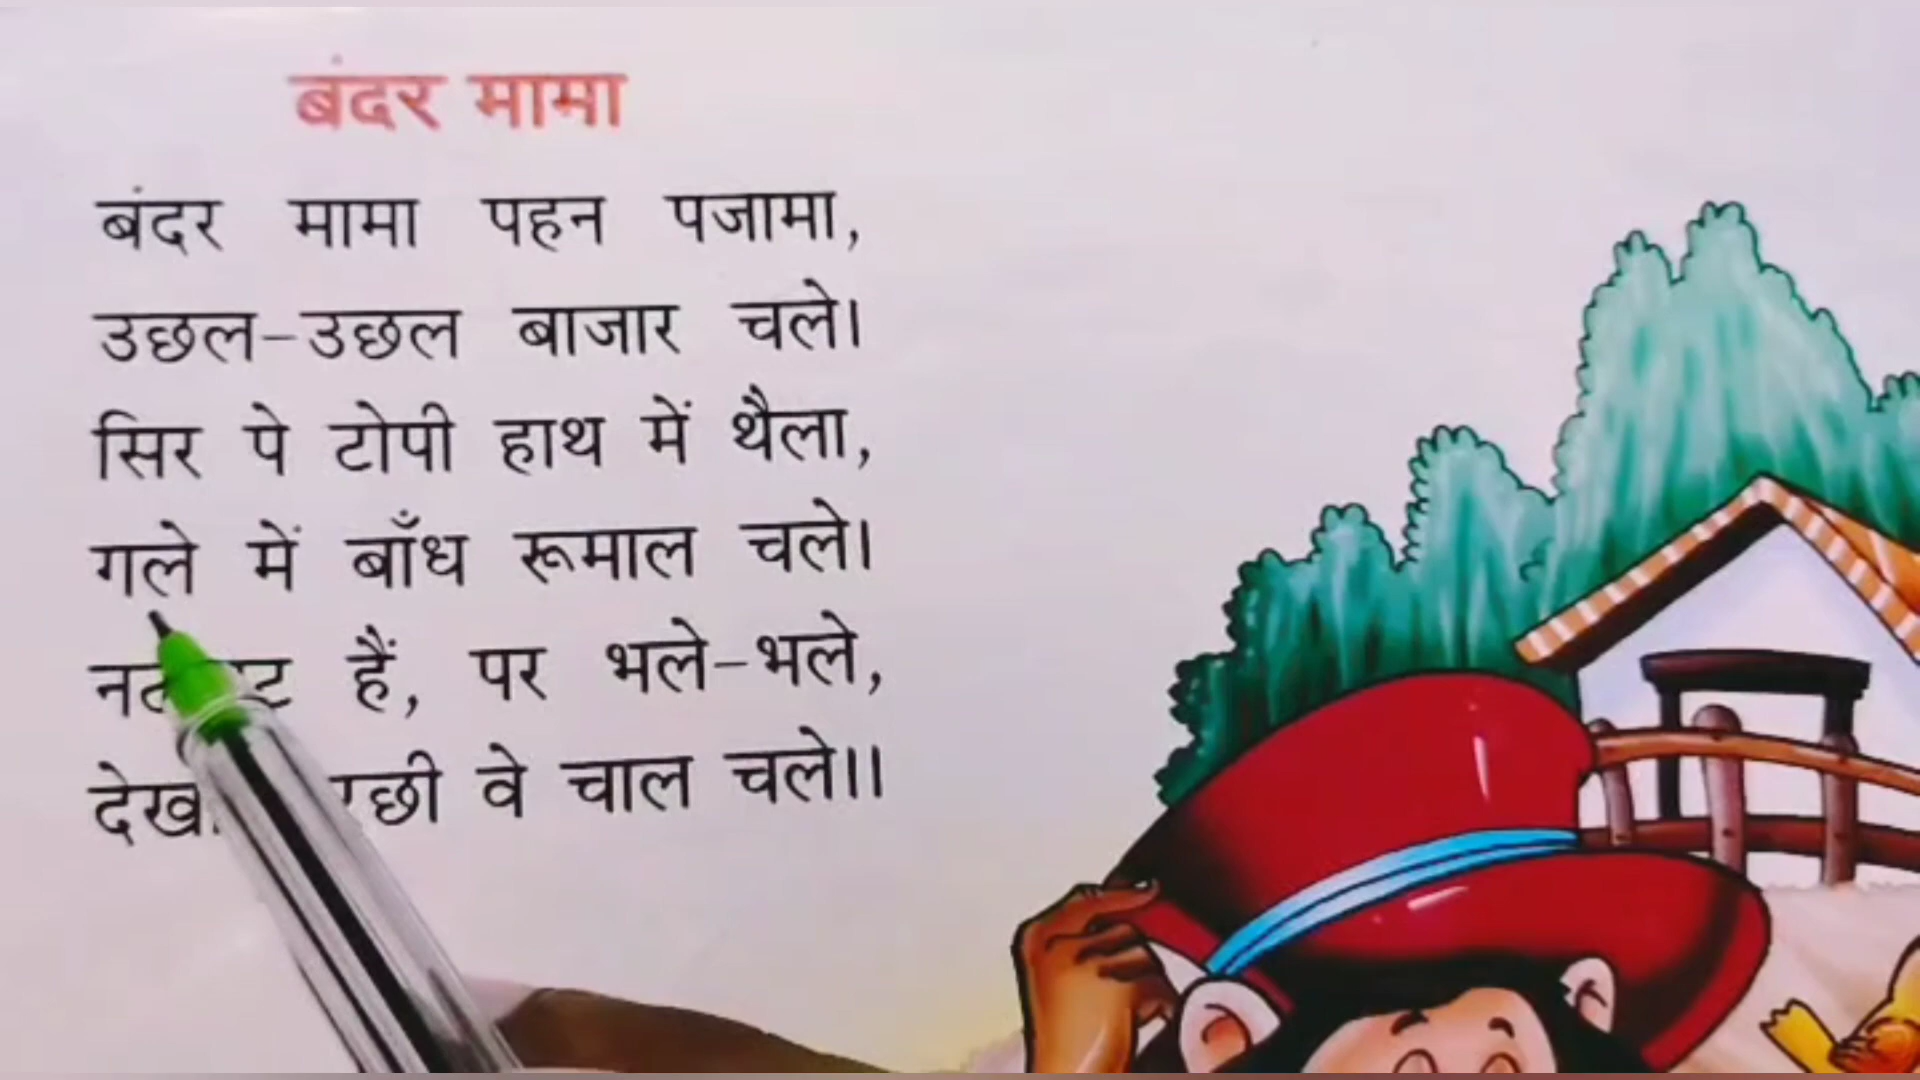 बंदर मामा
बंदर मामा पहन पजामा,
उछल-उछल बाजार चले।
सिर पे टोपी हाथ में थैला,
गले में बाँध रूमाल चले।
हैं, पर भले-भले,
वे चाल चले।।